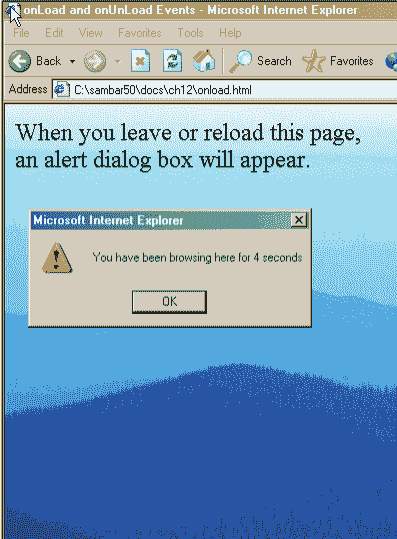 onLoad and onUnLoad Events - Microsoft Internet Explorer
File Edit View Favorites Tools Help
Back Search Favorites
Address C:\sambar50\docs\ch12\onload.html
When you leave or reload this page,
an alert dialog box will appear.
Microsoft Internet Explorer
You have been browsing here for 4 seconds
OK